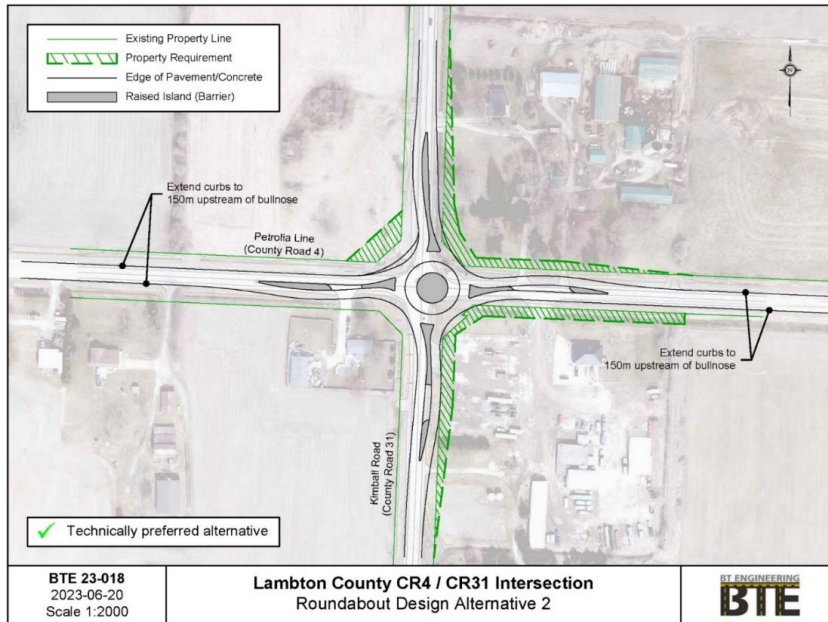 Existing Property Line
Property Requirement
Edge of Pavement/Concrete
Raised Island (Barrier)
N
Extend curbs to
150m upstream of bullnose
Petrolia Line
(County Road 4)
Extend curbs to
150m upstream of bullnose
Kimball Road
(County Road 31)
Technically preferred alternative
BTE 23-018
2023-06-20
Scale 1:2000
Lambton County CR4 / CR31 Intersection
Roundabout Design Alternative 2
BT ENGINEERING
BTE